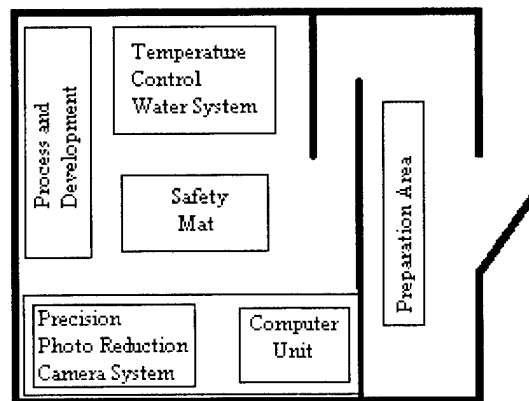 Process and
Development
Temperature
Control
Water System
Safety
Mat
Preparation Area
Precision
Photo Reduction
Camera System
Computer
Unit